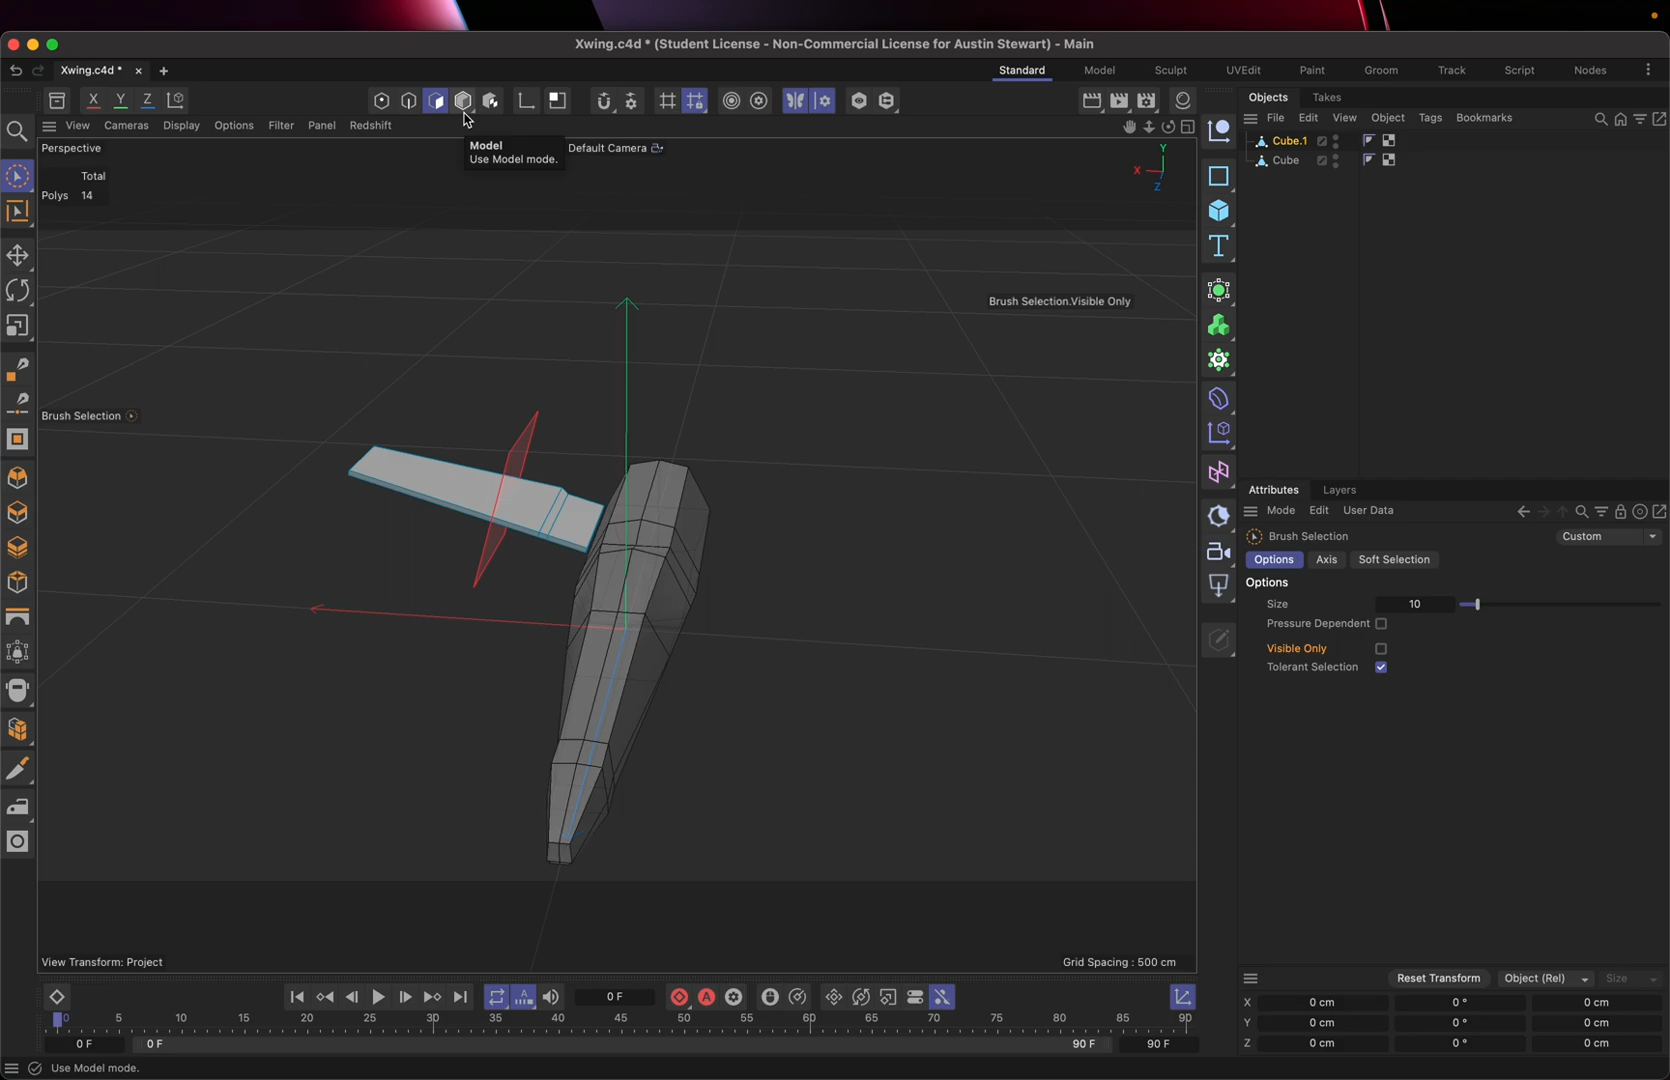 Xwing.c4d * (Student License - Non-Commercial License for Austin Stewart) - Main
Xwing.c4d *
Standard
Model
Sculpt
UVEdit
Paint
Groom
Track
Script
Nodes
X
Y
Z
Objects
Takes
View
Cameras
Display
Options
Filter
Panel
Redshift
File
Edit
View
Object
Tags
Bookmarks
Perspective
Model
Use Model mode.
Default Camera
Y
X
Z
Cube.1
Cube
Total
Polys 14
Brush Selection.Visible Only
Brush Selection
Attributes
Layers
Mode
Edit
User Data
Brush Selection
Custom
Options
Axis
Soft Selection
Options
Size
10
Pressure Dependent
Visible Only
Tolerant Selection
View Transform: Project
Grid Spacing : 500 cm
Reset Transform
Object (Rel)
Size
0 F
X 0 cm 0 ° 0 cm
Y 0 cm 0 ° 0 cm
Z 0 cm 0 ° 0 cm
0 5 10 15 20 25 30 35 40 45 50 55 60 65 70 75 80 85 90
0 F
0 F
90 F
90 F
Use Model mode.